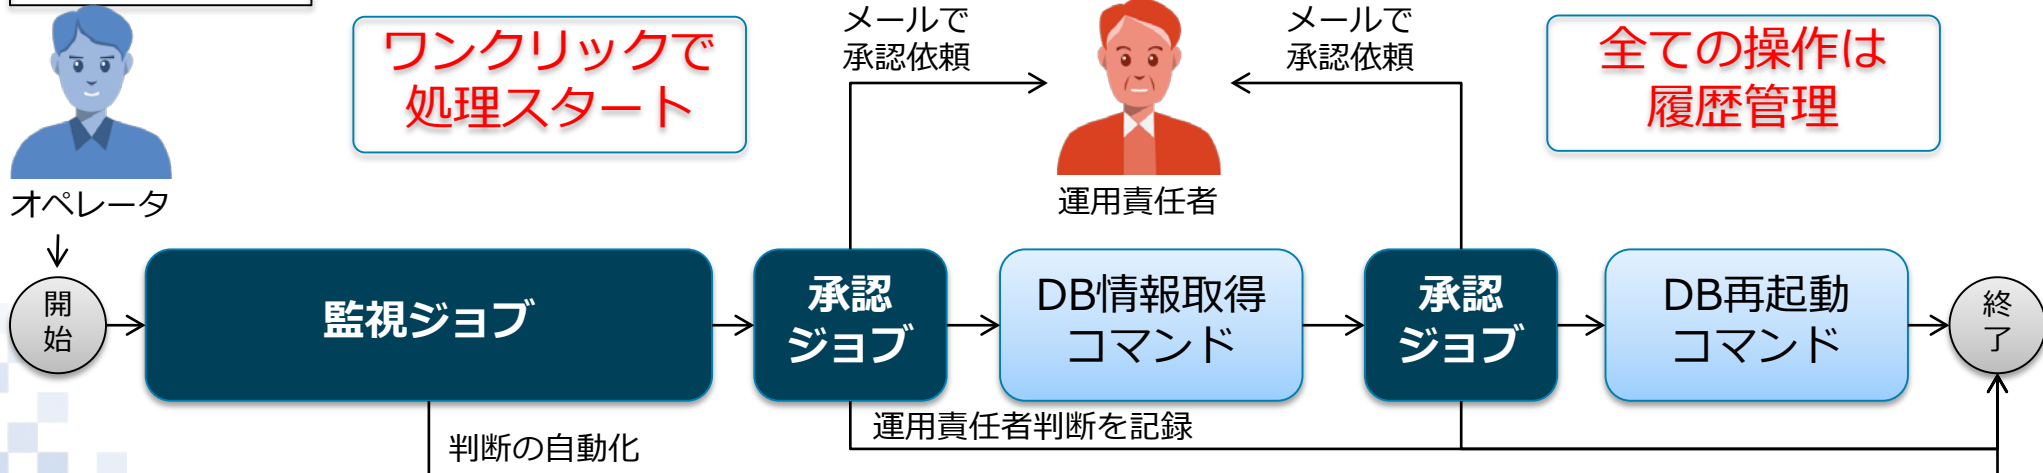 メールで
承認依頼
メールで
承認依頼
ワンクリックで
処理スタート
全ての操作は
履歴管理
オペレータ
運用責任者
開
始
監視ジョブ
承認
ジョブ
DB情報取得
コマンド
承認
ジョブ
DB再起動
コマンド
終
了
運用責任者判断を記録
判断の自動化